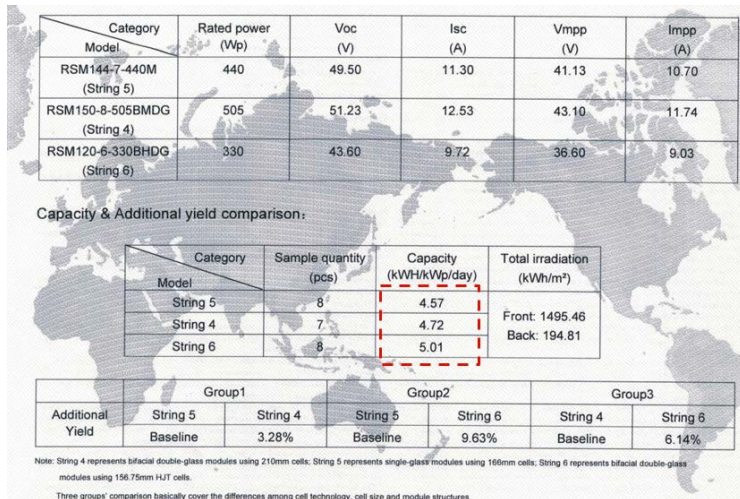 Category Rated power Voc Isc Vmpp Impp
Model (Wp) (V) (A) (V) (A)
RSM144-7-440M 440 49.50 11.30 41.13 10.70
(String 5)
RSM150-8-505BMDG 505 51.23 12.53 43.10 11.74
(String 4)
RSM120-6-330BHDG 330 43.60 9.72 36.60 9.03
(String 6)
Capacity & Additional yield comparison:
Category Sample quantity Capacity Total irradiation
Model (pcs) (kWH/kWp/day) (kWh/m²)
String 5 8 4.57
Front: 1495.46
String 4 7 4.72
Back: 194.81
String 6 8 5.01
Group1 Group2 Group3
Additional String 5 String 4 String 5 String 6 String 4 String 6
Yield Baseline 3.28% Baseline 9.63% Baseline 6.14%
Note: String 4 represents bifacial double-glass modules using 210mm cells; String 5 represents single-glass modules using 166mm cells; String 6 represents bifacial double-glass
modules using 156.75mm HJT cells.
Three groups' comparison basically cover the differences among cell technology, cell size and module structures.